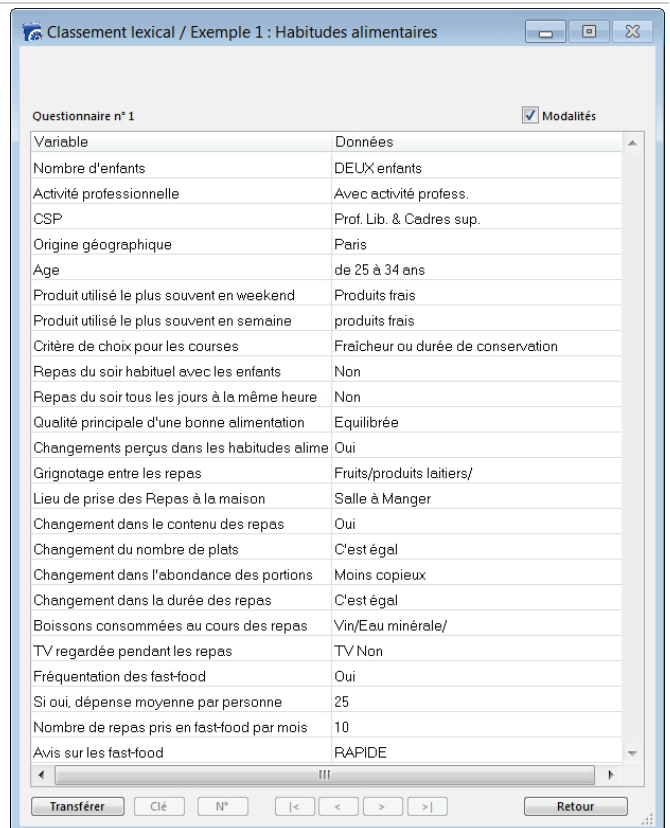 Classement lexical / Exemple 1 : Habitudes alimentaires
Questionnaire n° 1 Modalités
Variable Données
Nombre d'enfants DEUX enfants
Activité professionnelle Avec activité profess.
CSP Prof. Lib. & Cadres sup.
Origine géographique Paris
Age de 25 à 34 ans
Produit utilisé le plus souvent en weekend Produits frais
Produit utilisé le plus souvent en semaine produits frais
Critère de choix pour les courses Fraîcheur ou durée de conservation
Repas du soir habituel avec les enfants Non
Repas du soir tous les jours à la même heure Non
Qualité principale d'une bonne alimentation Equilibrée
Changements perçus dans les habitudes alime Oui
Grignotage entre les repas Fruits/produits laitiers/
Lieu de prise des Repas à la maison Salle à Manger
Changement dans le contenu des repas Oui
Changement du nombre de plats C'est égal
Changement dans l'abondance des portions Moins copieux
Changement dans la durée des repas C'est égal
Boissons consommées au cours des repas Vin/Eau minérale/
TV regardée pendant les repas TV Non
Fréquentation des fast-food Oui
Si oui, dépense moyenne par personne 25
Nombre de repas pris en fast-food par mois 10
Avis sur les fast-food RAPIDE
Transférer Clé N° |< < > >| Retour